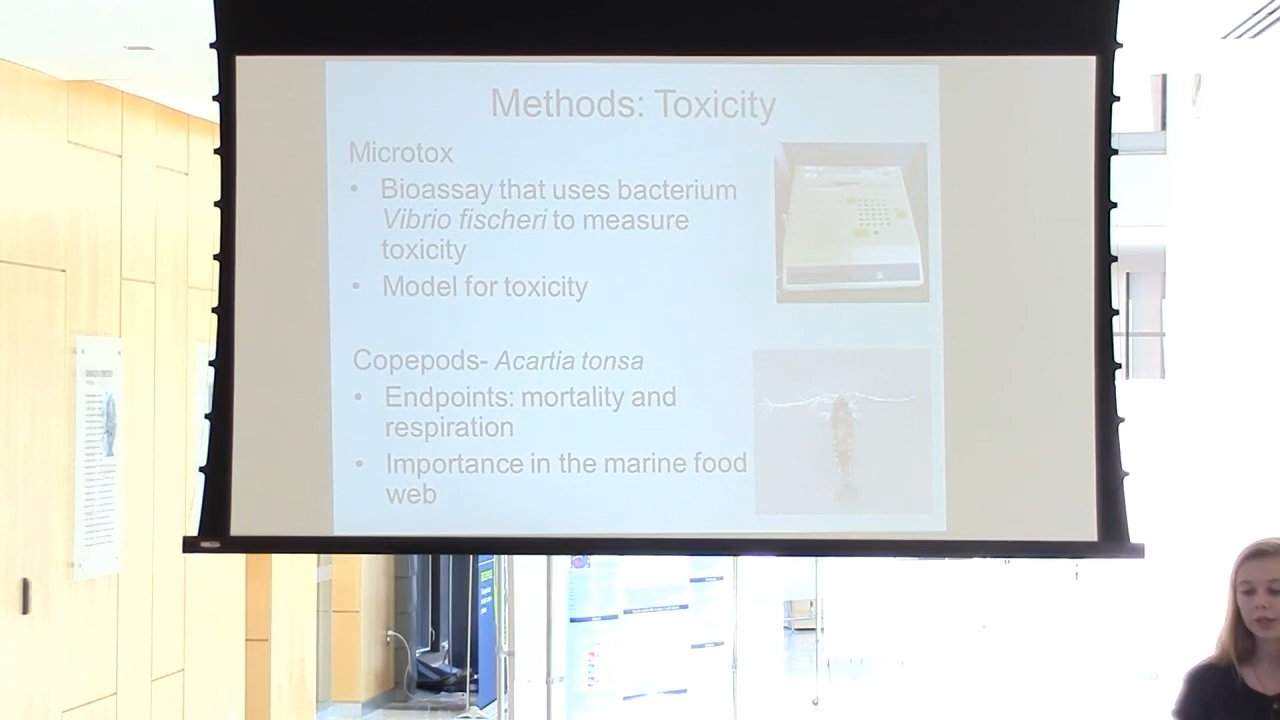 Methods: Toxicity
Microtox
• Bioassay that uses bacterium
Vibrio fischeri to measure
toxicity
• Model for toxicity
Copepods- Acartia tonsa
• Endpoints: mortality and
respiration
• Importance in the marine food
web